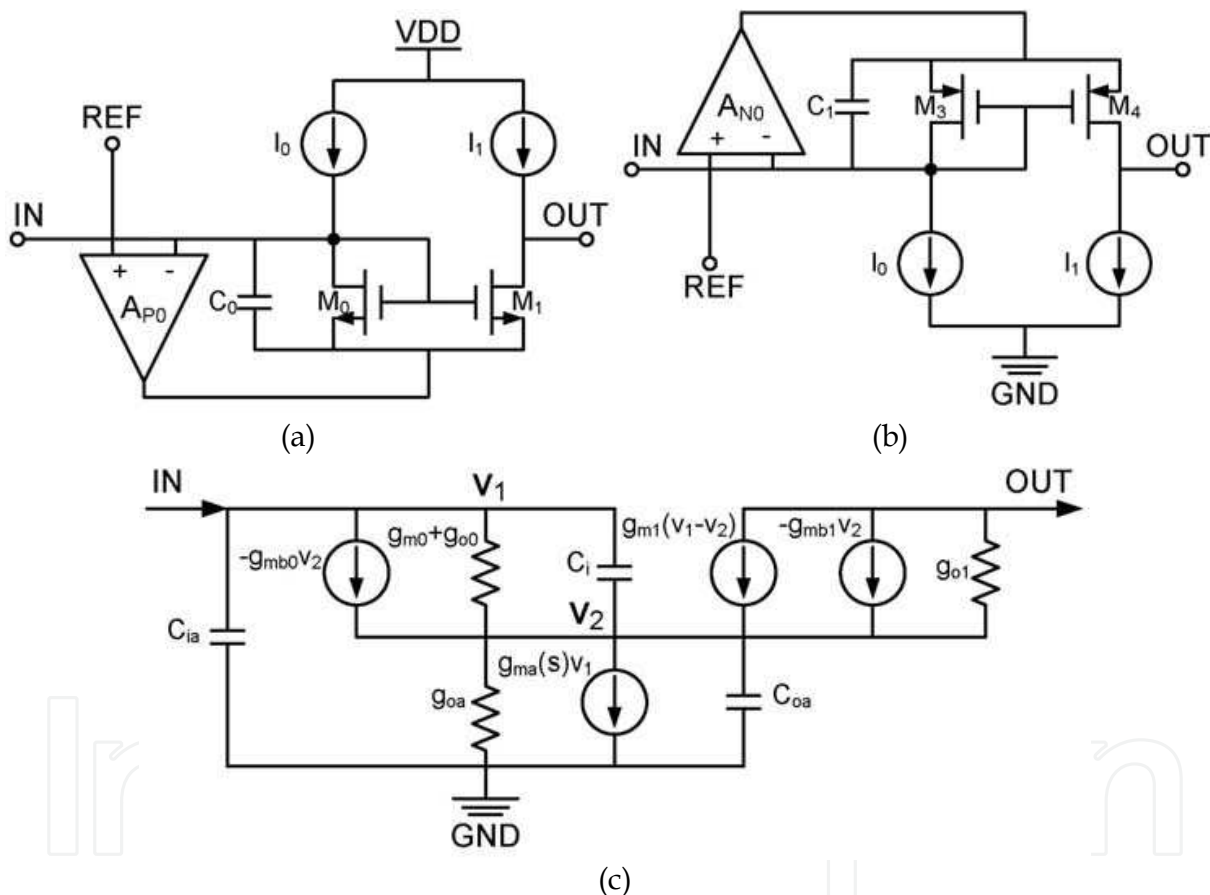 VDD
REF
I0
I1
IN
OUT
+ -
AP0
C0
M0
M1
(a)
AN0
+ -
C1
M3
M4
IN
OUT
REF
I0
I1
GND
(b)
IN
V1
OUT
-gmb0v2
gm0+go0
Ci
gm1(v1-v2)
-gmb1v2
go1
Cia
V2
goa
gma(s)v1
Coa
GND
(c)